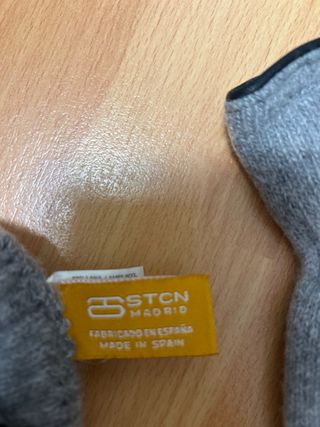 STCN
MADRID
FABRICADO EN ESPAÑA
MADE IN SPAIN